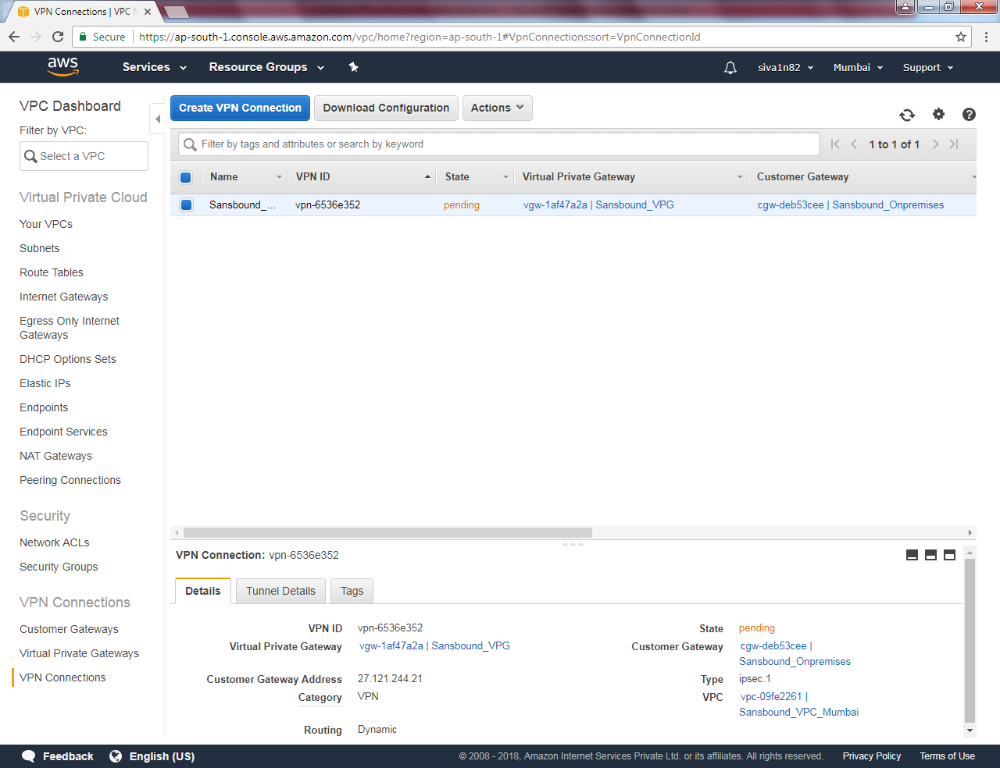 VPN Connections | VPC M
Secure https://ap-south-1.console.aws.amazon.com/vpc/home?region=ap-south-1#VpnConnections:sort=VpnConnectionId
aws Services Resource Groups siva1n82 Mumbai Support
VPC Dashboard
Filter by VPC:
Select a VPC
Virtual Private Cloud
Your VPCs
Subnets
Route Tables
Internet Gateways
Egress Only Internet
Gateways
DHCP Options Sets
Elastic IPs
Endpoints
Endpoint Services
NAT Gateways
Peering Connections
Security
Network ACLs
Security Groups
VPN Connections
Customer Gateways
Virtual Private Gateways
VPN Connections
Create VPN Connection Download Configuration Actions
Filter by tags and attributes or search by keyword 1 to 1 of 1
Name VPN ID State Virtual Private Gateway Customer Gateway
Sansbound_... vpn-6536e352 pending vgw-1af47a2a | Sansbound_VPG cgw-deb53cee | Sansbound_Onpremises
VPN Connection: vpn-6536e352
Details Tunnel Details Tags
VPN ID vpn-6536e352 State pending
Virtual Private Gateway vgw-1af47a2a | Sansbound_VPG Customer Gateway cgw-deb53cee |
Sansbound_Onpremises
Customer Gateway Address 27.121.244.21 Type ipsec.1
Category VPN VPC vpc-09fe2261 |
Sansbound_VPC_Mumbai
Routing Dynamic
Feedback English (US) © 2008 - 2018, Amazon Internet Services Private Ltd. or its affiliates. All rights reserved. Privacy Policy Terms of Use